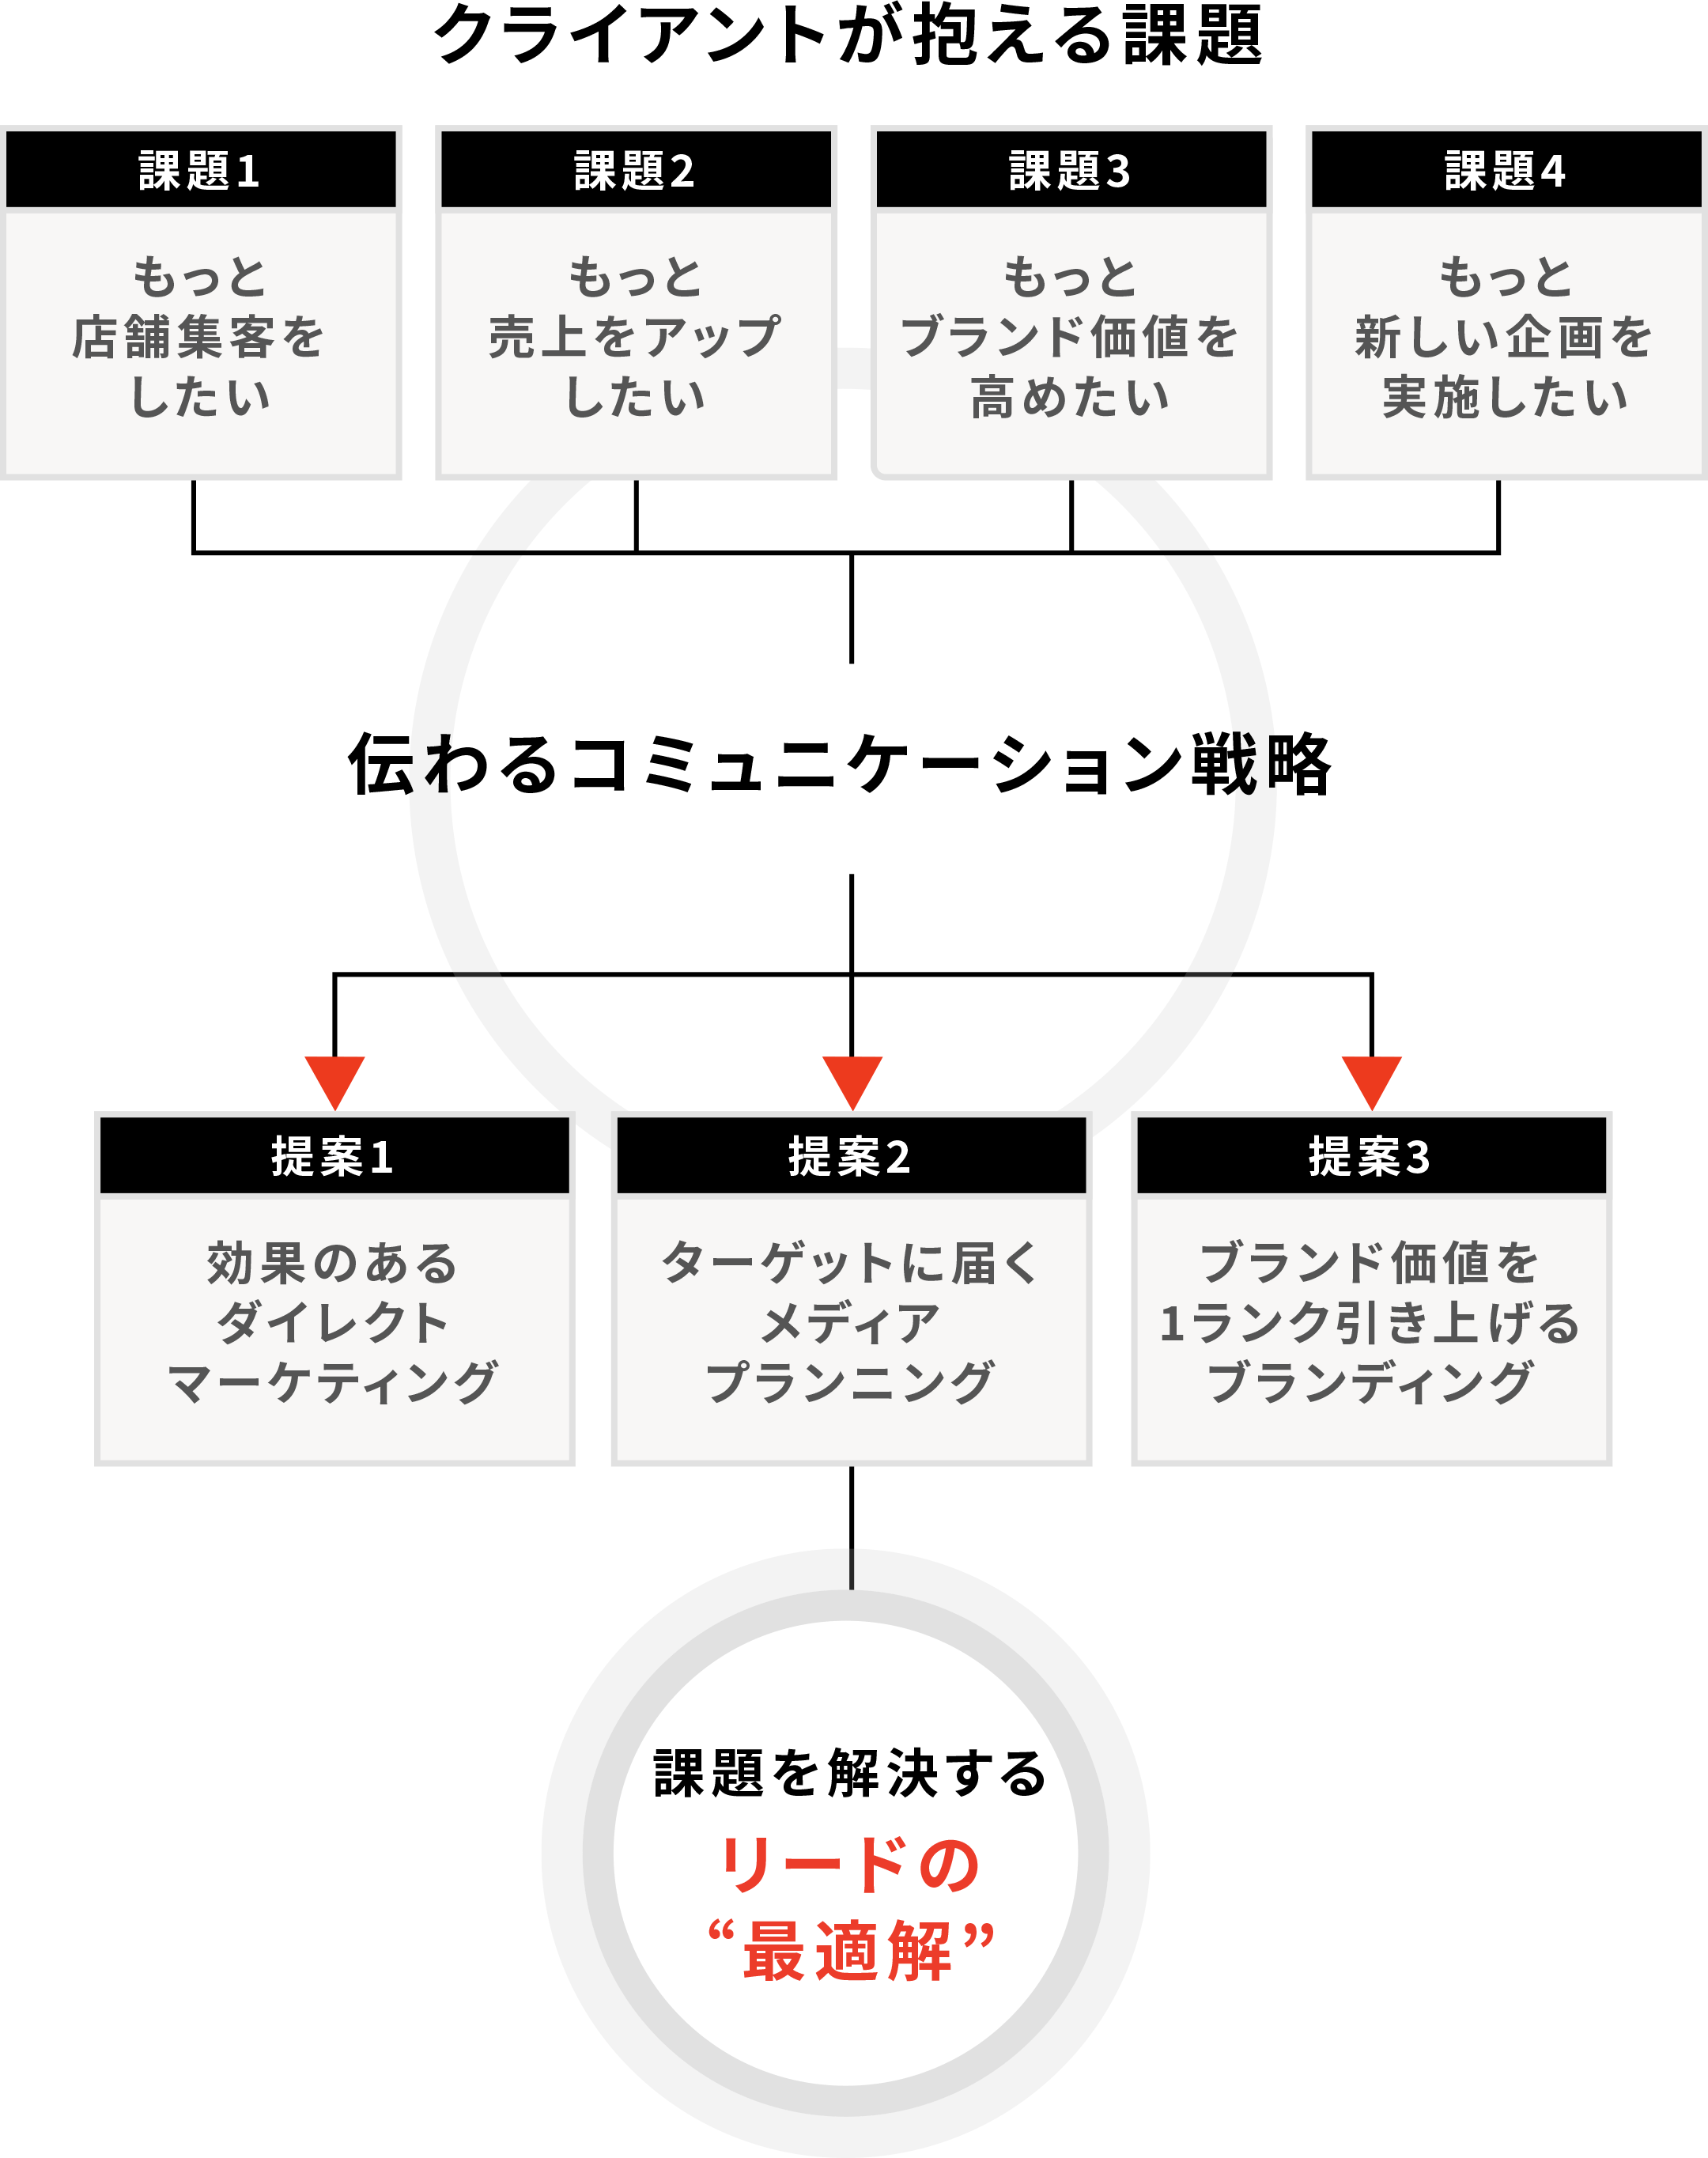 クライアントが抱える課題
課題1
もっと
店舗集客を
したい
課題2
もっと
売上をアップ
したい
課題3
もっと
ブランド価値を
高めたい
課題4
もっと
新しい企画を
実施したい
伝わるコミュニケーション戦略
提案1
効果のある
ダイレクト
マーケティング
提案2
ターゲットに届く
メディア
プランニング
提案3
ブランド価値を
1ランク引き上げる
ブランディング
課題を解決する
リードの
“最適解”